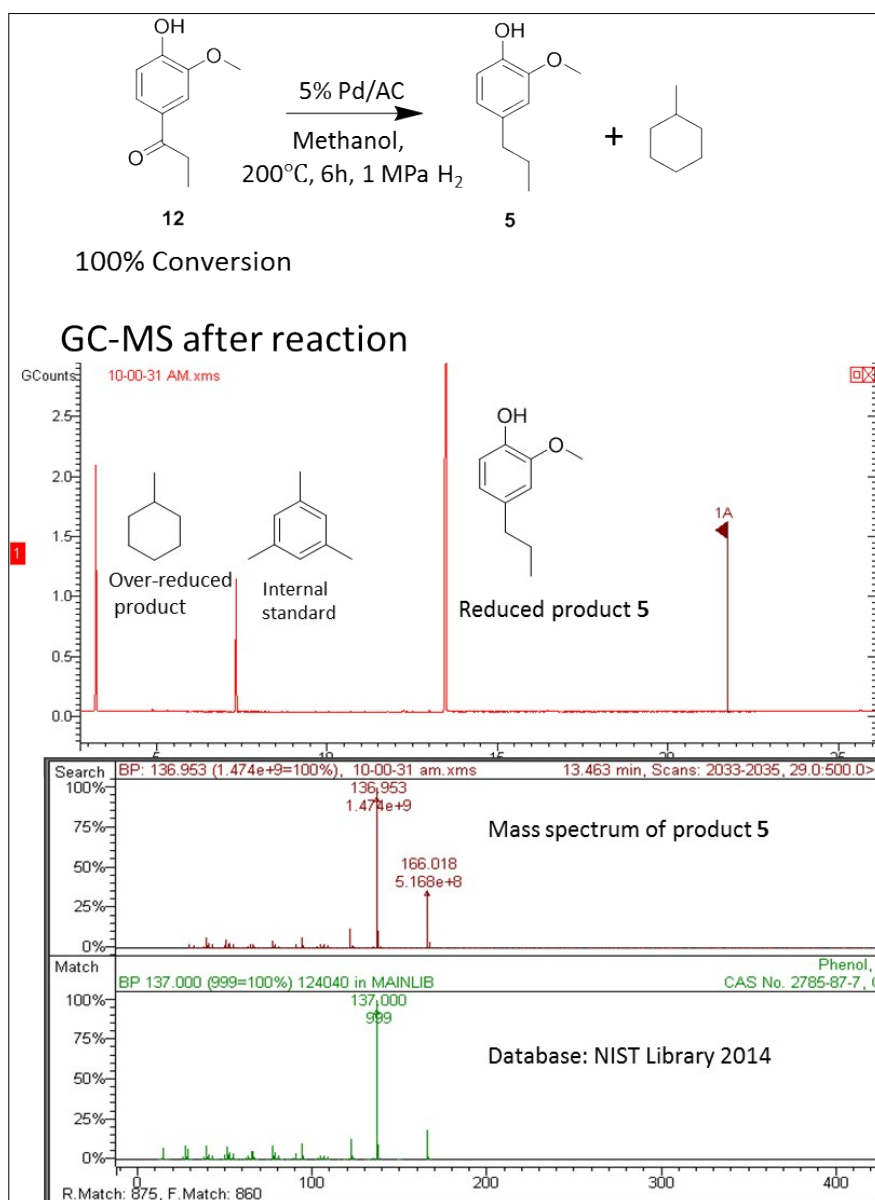 OH
O
O
12
5% Pd/AC
Methanol,
200°C, 6h, 1 MPa H2
OH
O
5
+
100% Conversion
GC-MS after reaction
GCounts
10-00-31 AM.xms
2.5
2.0
1.5
1.0
0.5
0.0
1
Over-reduced
product
Internal
standard
OH
O
Reduced product 5
1A
5
10
15
20
25
Search
BP: 136.953 (1.474e+9=100%), 10-00-31 am.xms
13.463 min, Scans: 2033-2035, 29.0:500.0>
100%
75%
50%
25%
0%
136.953
1.474e+9
166.018
5.168e+8
Mass spectrum of product 5
Match
Phenol,
BP 137.000 (999=100%) 124040 in MAINLIB
CAS No. 2785-87-7,
100%
75%
50%
25%
0%
137.000
999
Database: NIST Library 2014
0
100
200
300
400
R.Match: 875, F.Match: 860